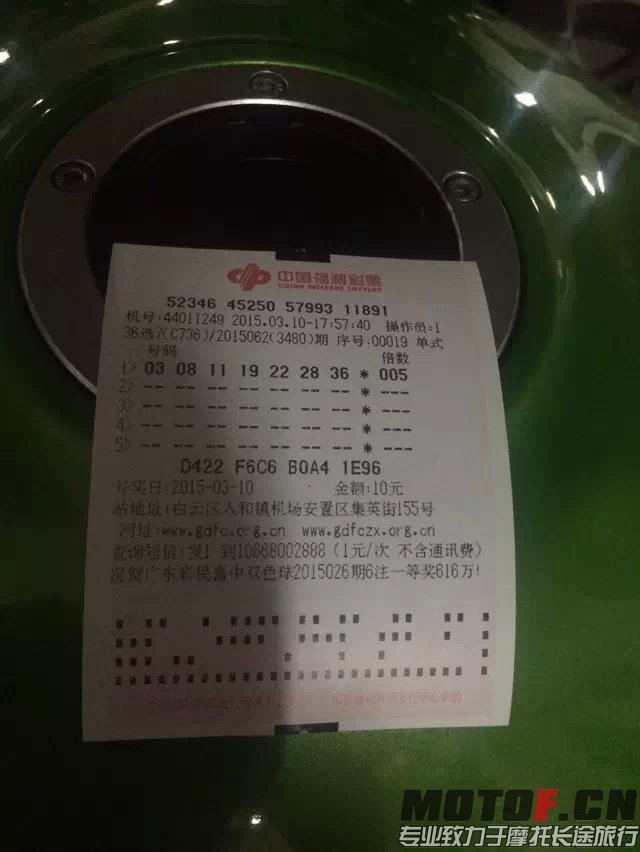 中国福利彩票
CHINA WELFARE LOTTERY
52346 45250 57993 11891
机号:44011249 2015.03.10-17:57:40 操作员:1
36选7(C736)/2015062(3480)期 序号:00019 单式
号码 倍数
1> 03 08 11 19 22 28 36 * 005
2> -- -- -- -- -- -- -- * ---
3> -- -- -- -- -- -- -- * ---
4> -- -- -- -- -- -- -- * ---
5> -- -- -- -- -- -- -- * ---
D422 F6C6 B0A4 1E96
开奖日:2015-03-10 金额:10元
站地址:白云区人和镇机场安置区集英街155号
网址:www.gdfc.org.cn www.gdfczx.org.cn
查询短信:发1 到10668002888 (1元/次 不含通讯费)
祝贺广东彩民喜中双色球2015026期6注一等奖616万!
MOTOF.CN
专业致力于摩托长途旅行